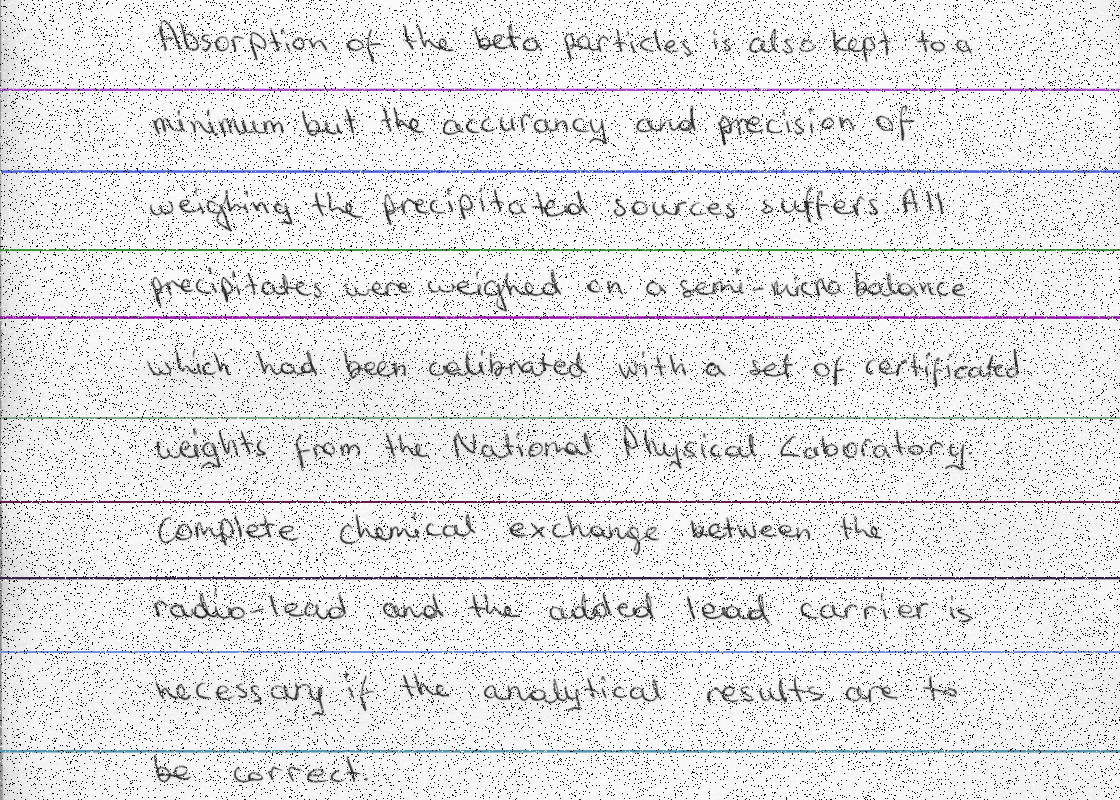 Absorption of the beta particles is also kept to a
minimum but the accurancy and precision of
weighing the precipitated sources suffers All
precipitates were weighed on a semi-micro balance
which had been calibrated with a set of certificated
weights from the National Physical Laboratory.
Complete chemical exchange between the
radio-lead and the added lead carrier is
necessary if the analytical results are to
be correct.